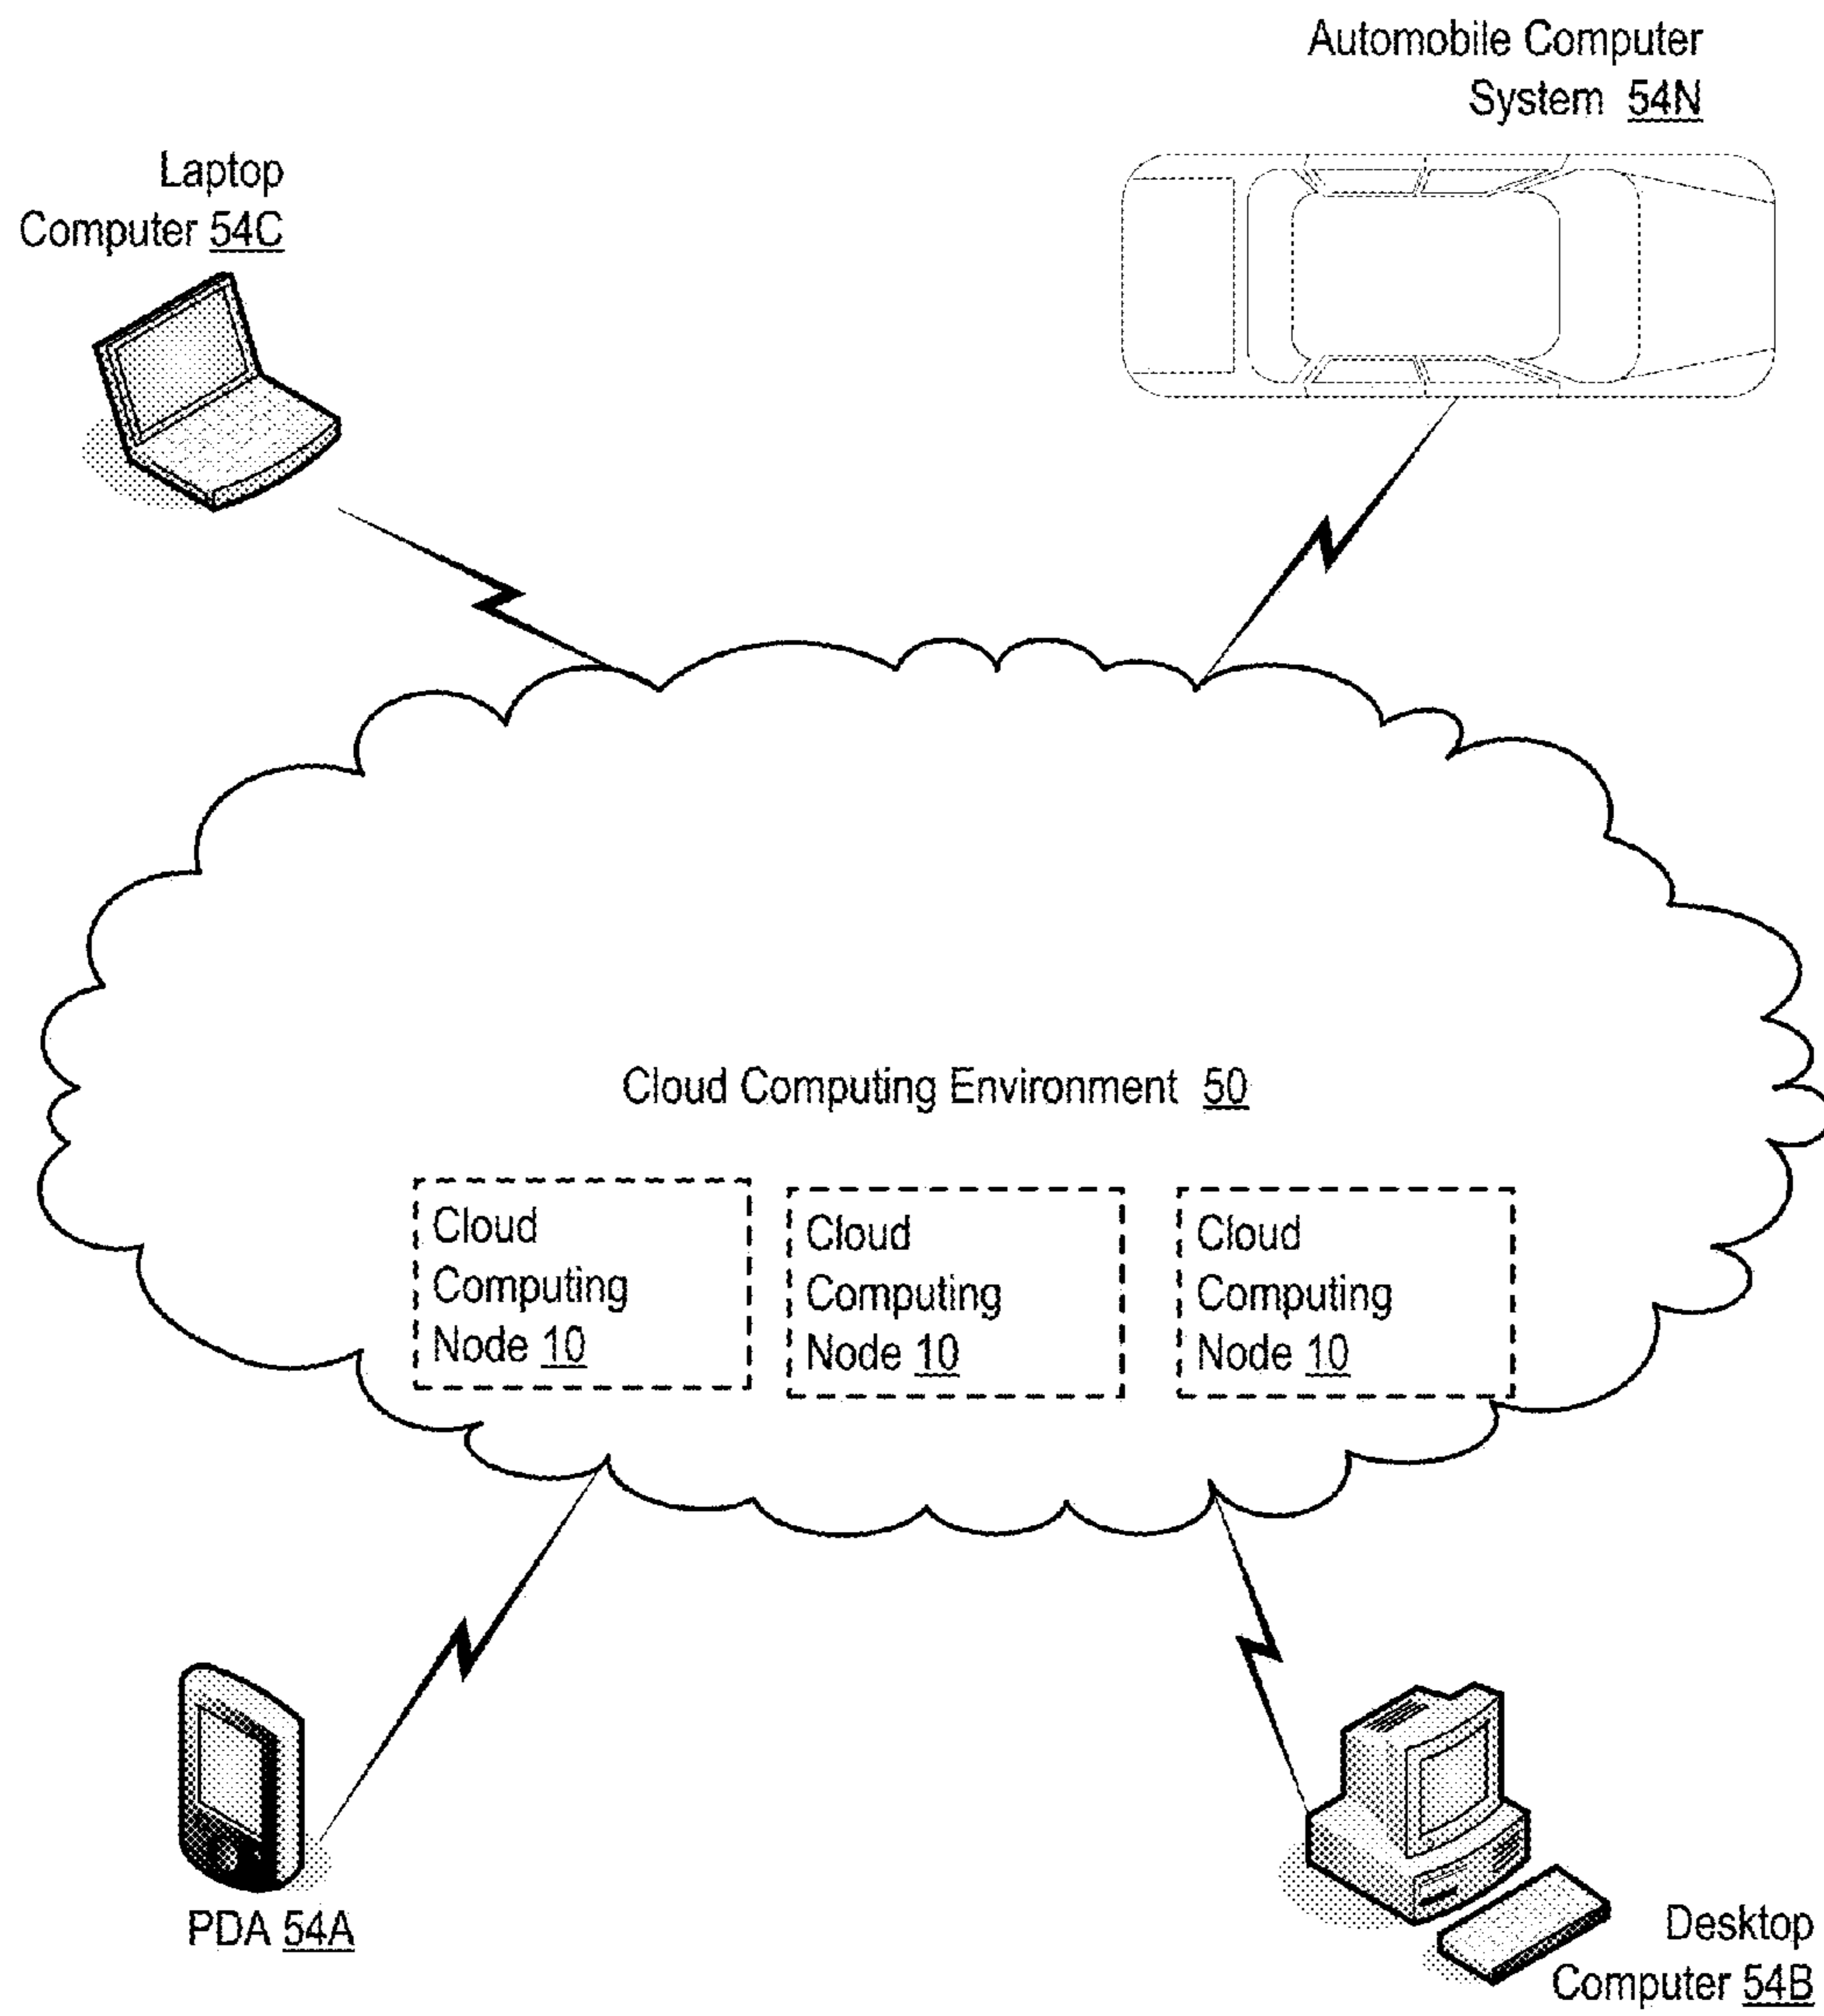 Automobile Computer
System 54N
Laptop
Computer 54C
Cloud Computing Environment 50
Cloud
Computing
Node 10
Cloud
Computing
Node 10
Cloud
Computing
Node 10
PDA 54A
Desktop
Computer 54B